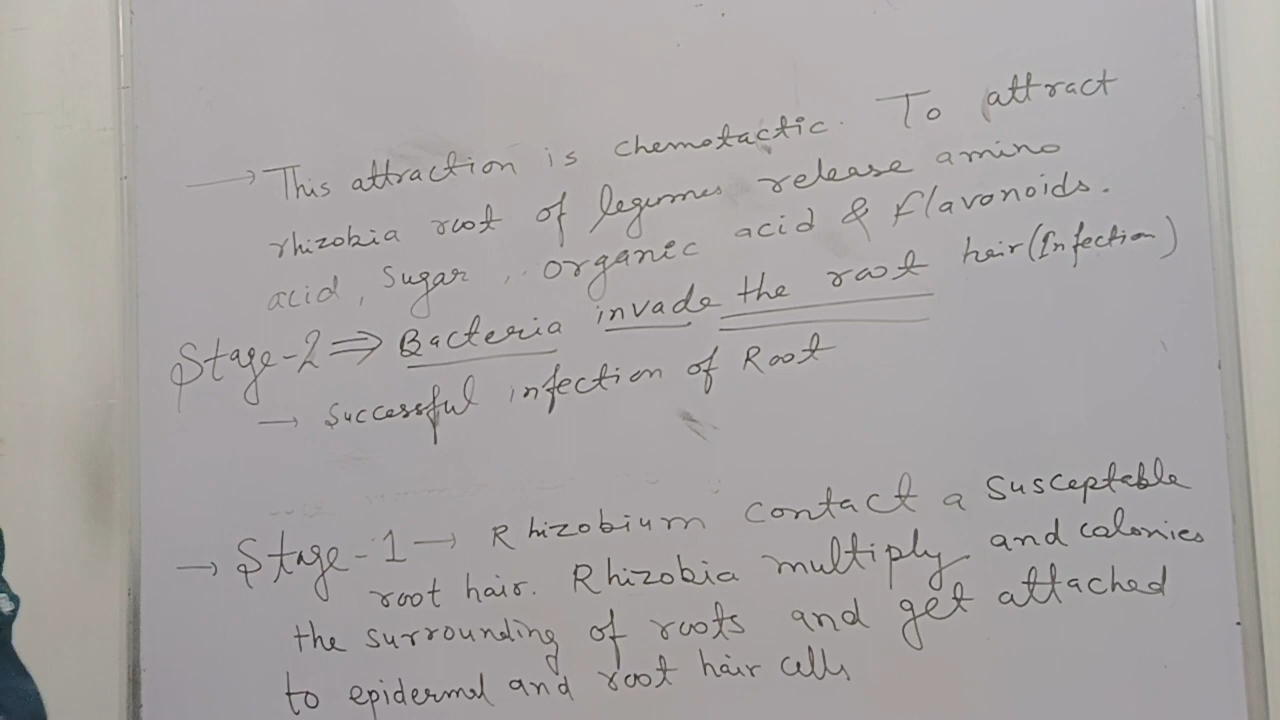 → This attraction is chemotactic. To attract
rhizobia root of legumes release amino
acid, sugar, organic acid & flavonoids.
Stage-2 ⇒ Bacteria invade the root hair (Infection)
→ Successful infection of Root
→ Stage-1 → Rhizobium contact a susceptable
root hair. Rhizobia multiply and colonies
the surrounding of roots and get attached
to epidermal and root hair cells